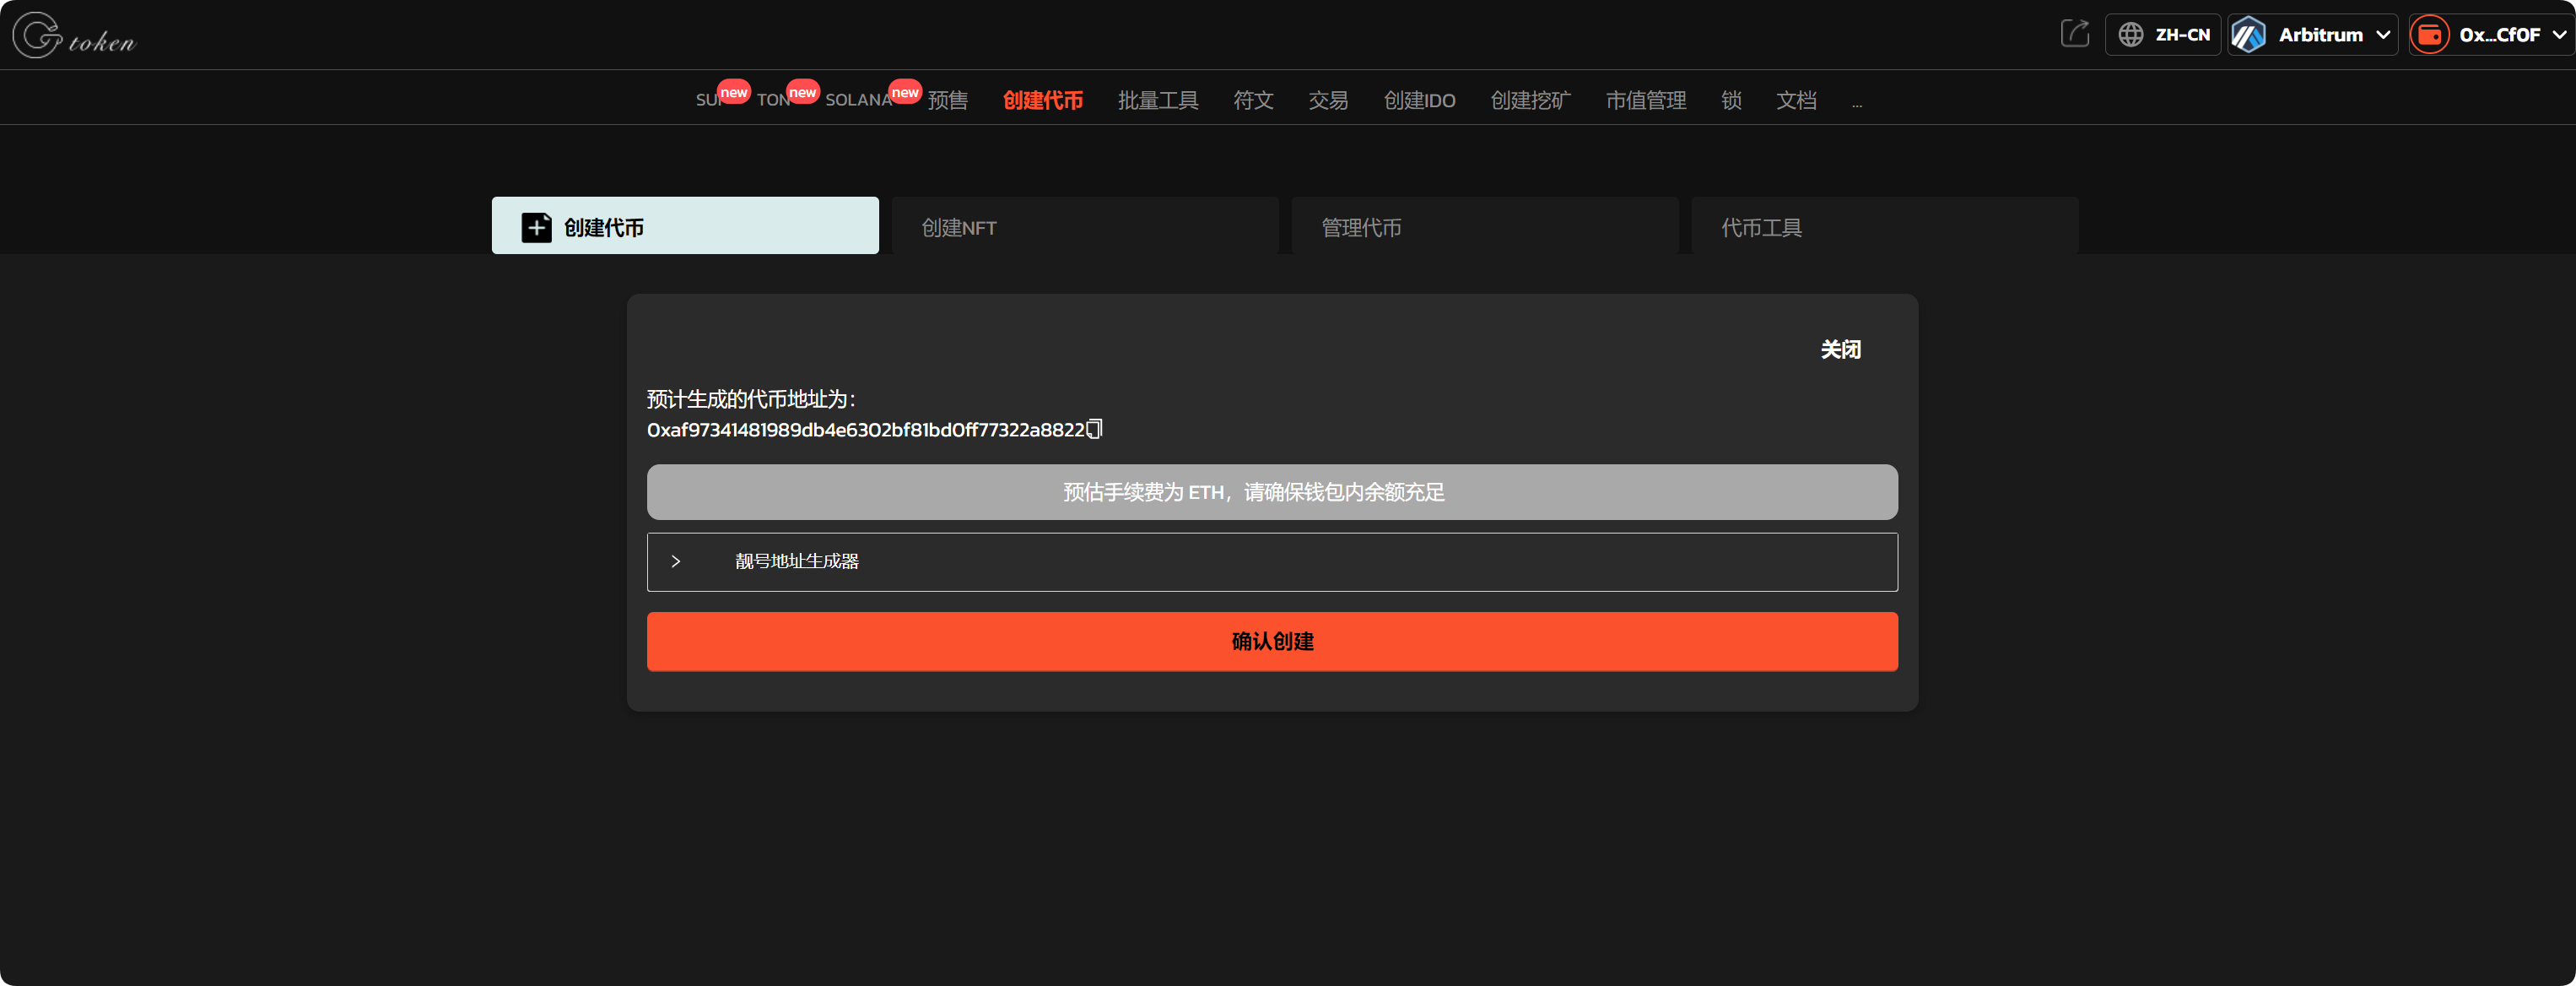 G token
ZH-CN
Arbitrum
0x...Cf0F
SUI new
TON new
SOLANA new
预售
创建代币
批量工具
符文
交易
创建IDO
创建挖矿
市值管理
锁
文档
...
创建代币
创建NFT
管理代币
代币工具
关闭
预计生成的代币地址为：
0xaf97341481989db4e6302bf81bd0ff77322a8822
预估手续费为 ETH，请确保钱包内余额充足
靓号地址生成器
确认创建